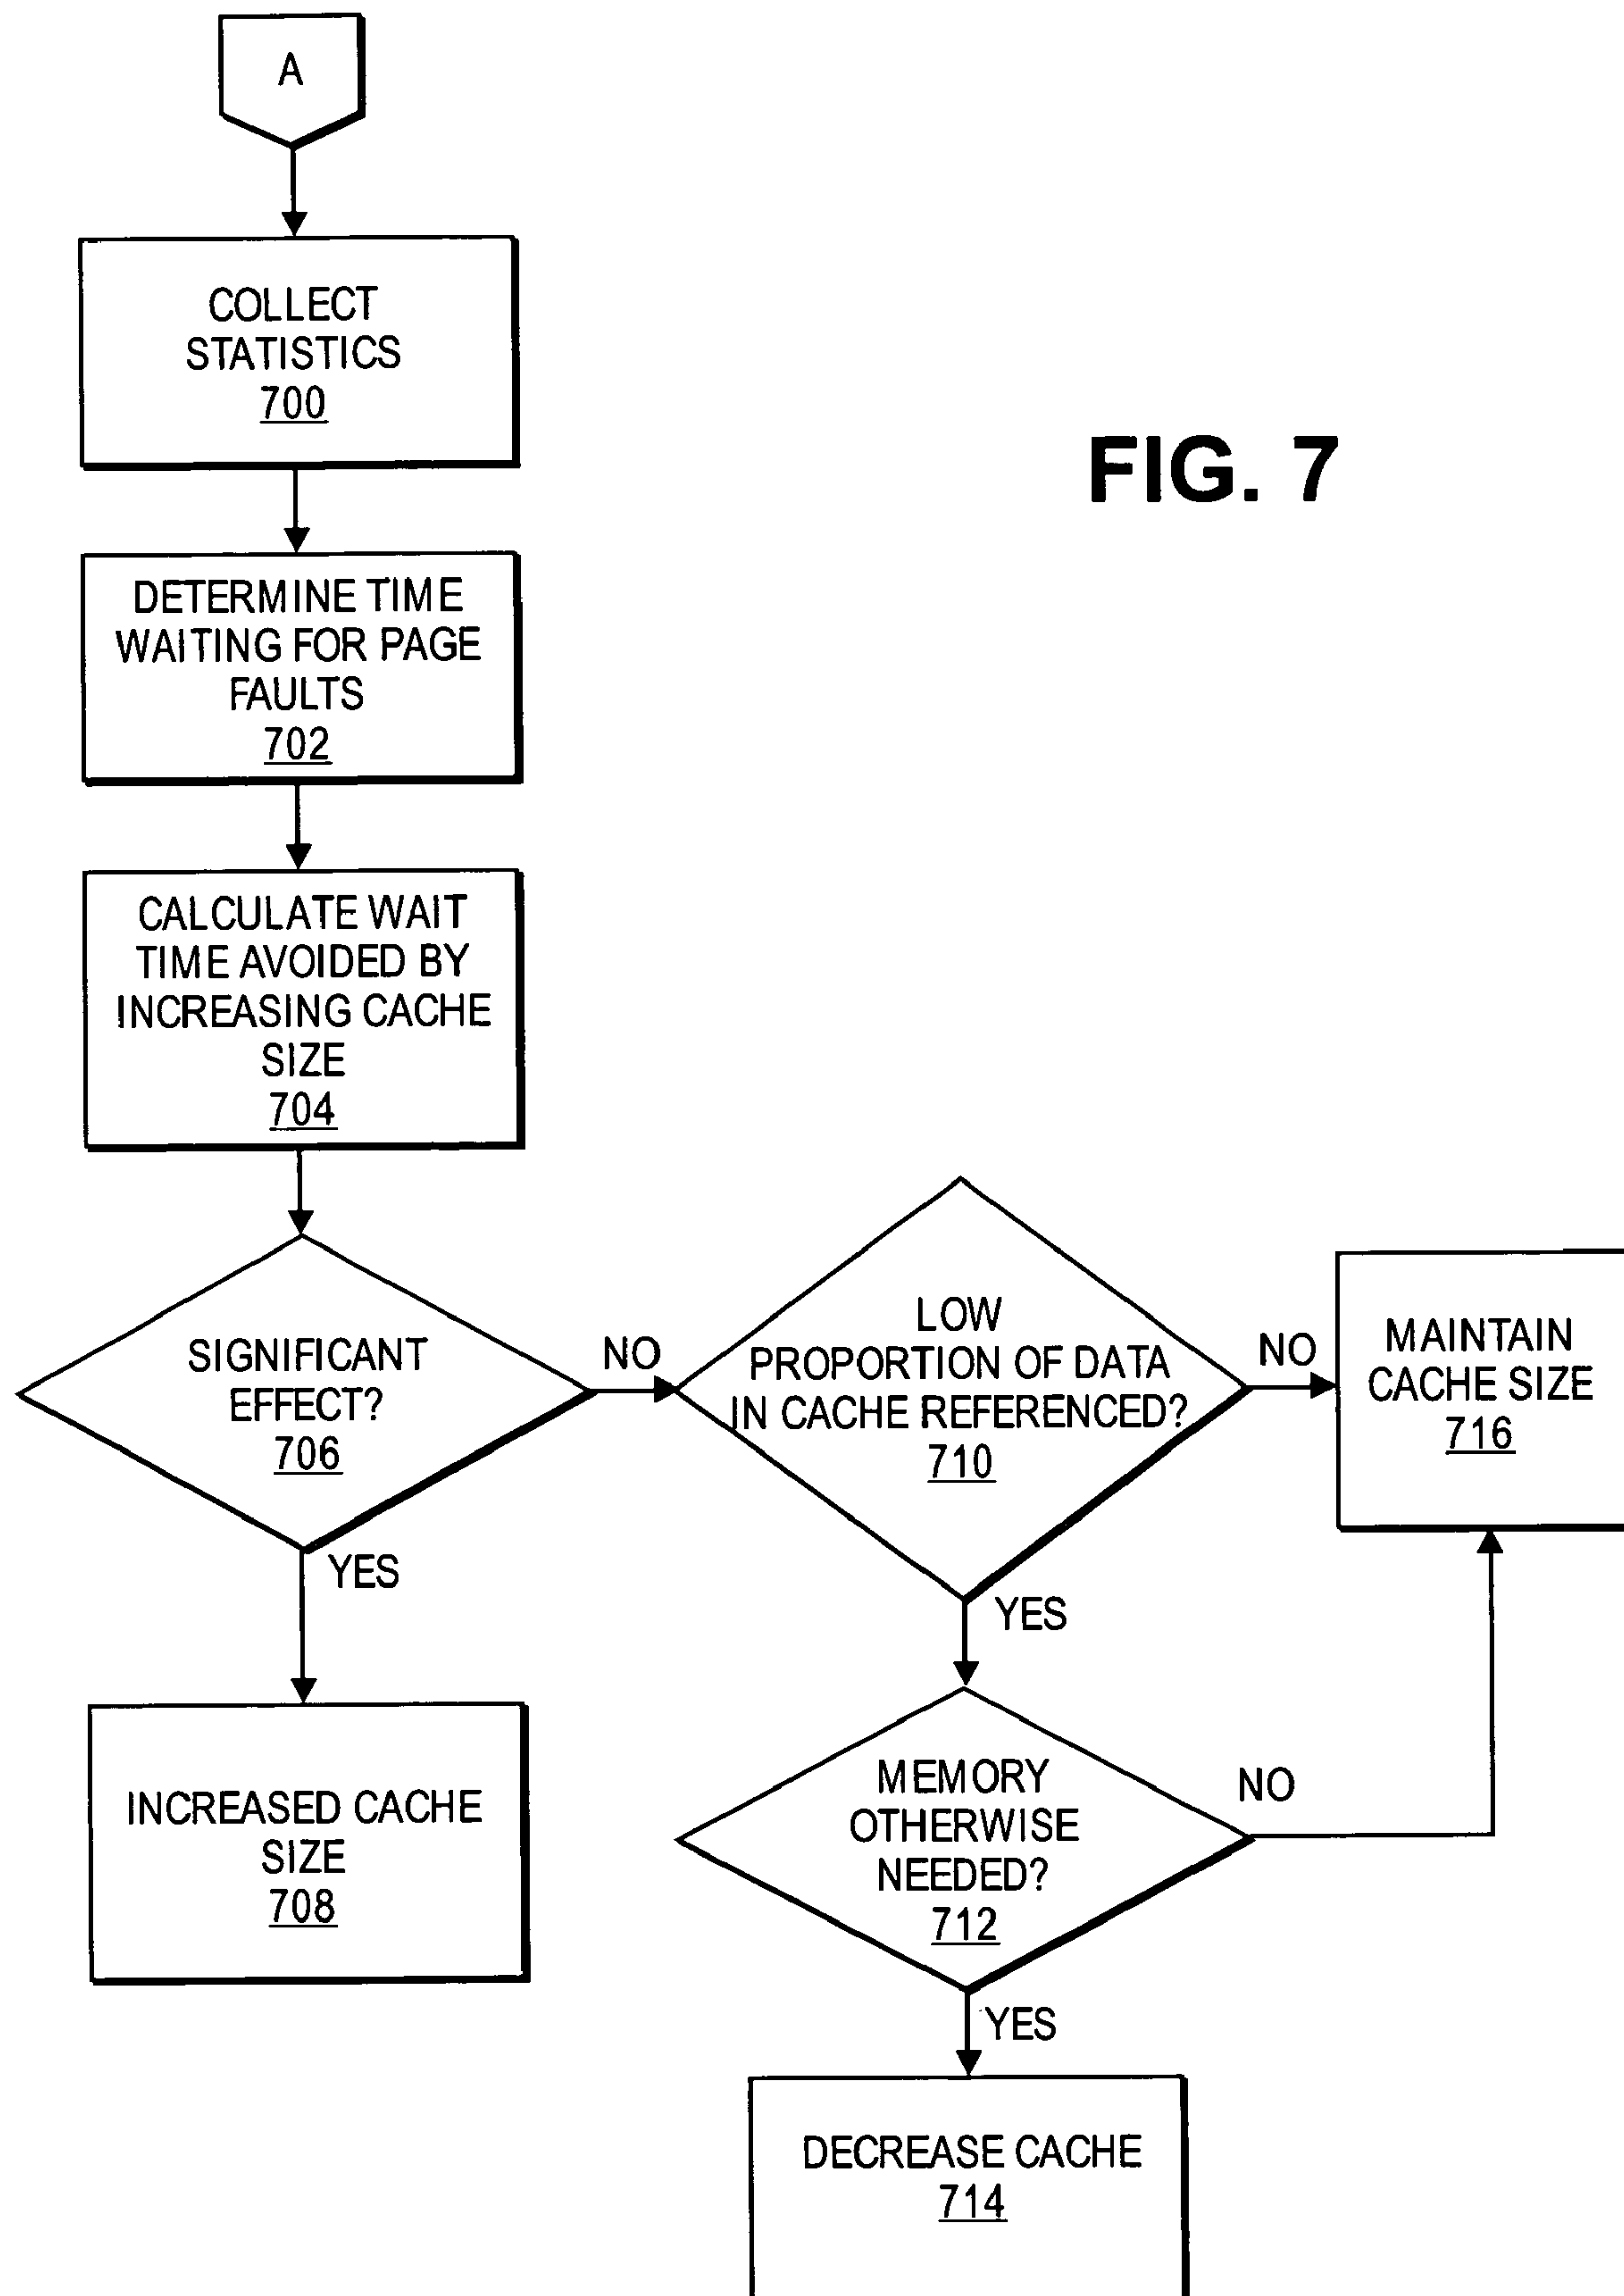 A
COLLECT
STATISTICS
700
FIG. 7
DETERMINE TIME
WAITING FOR PAGE
FAULTS
702
CALCULATE WAIT
TIME AVOIDED BY
INCREASING CACHE
SIZE
704
SIGNIFICANT
EFFECT?
706
NO
YES
LOW
PROPORTION OF DATA
IN CACHE REFERENCED?
710
NO
YES
MAINTAIN
CACHE SIZE
716
INCREASED CACHE
SIZE
708
MEMORY
OTHERWISE
NEEDED?
712
NO
YES
DECREASE CACHE
714